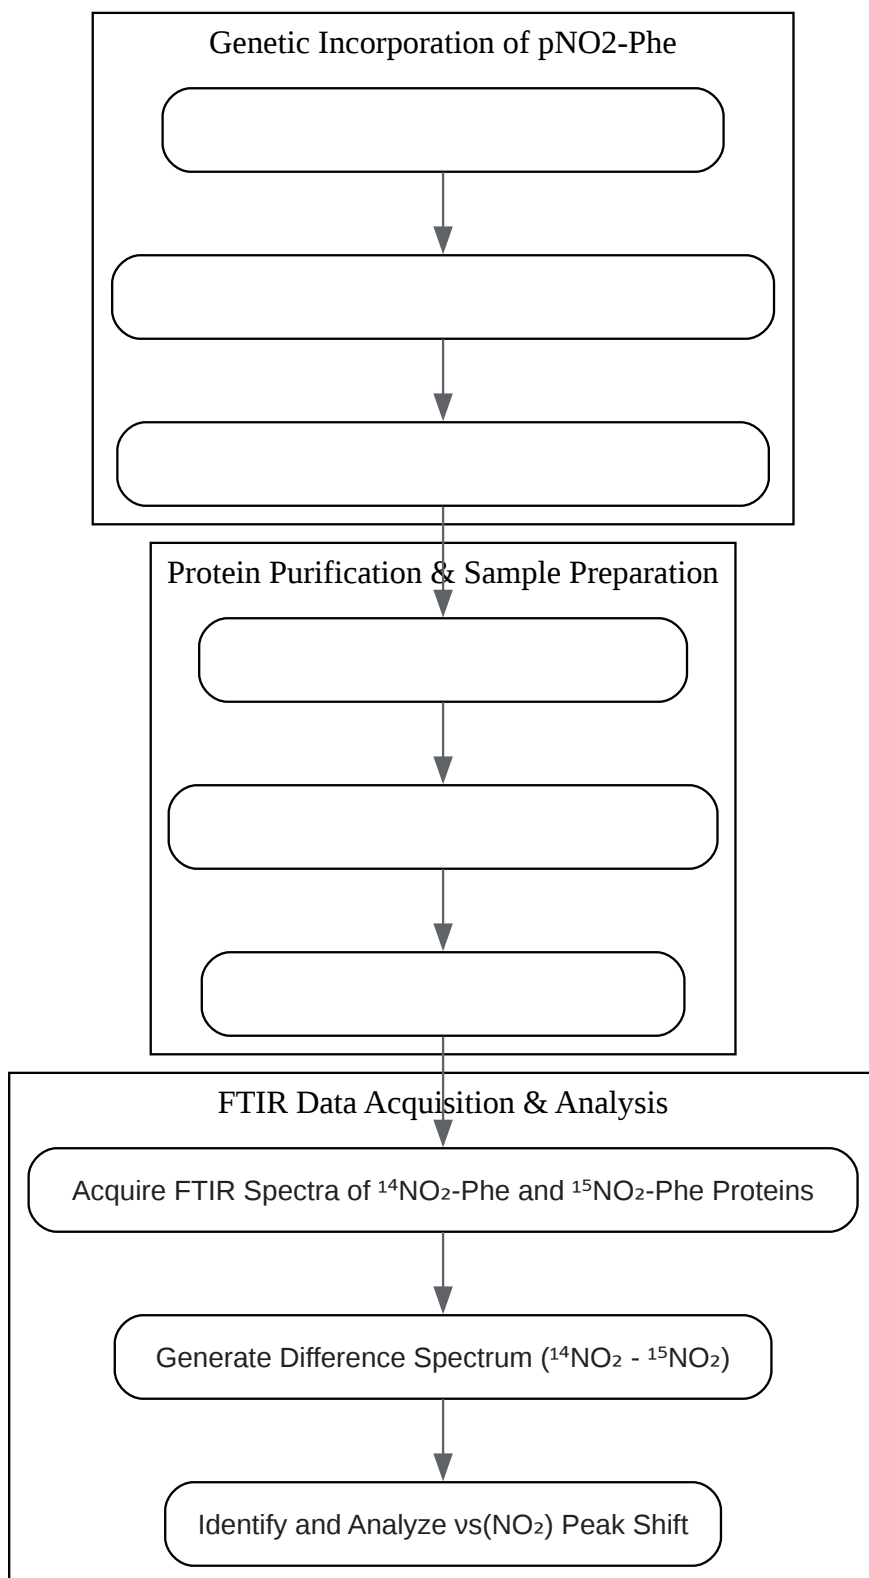 Genetic Incorporation of pNO2-Phe
Protein Purification & Sample Preparation
FTIR Data Acquisition & Analysis
Acquire FTIR Spectra of ¹⁴NO₂-Phe and ¹⁵NO₂-Phe Proteins
Generate Difference Spectrum (¹⁴NO₂ - ¹⁵NO₂)
Identify and Analyze νs(NO₂) Peak Shift